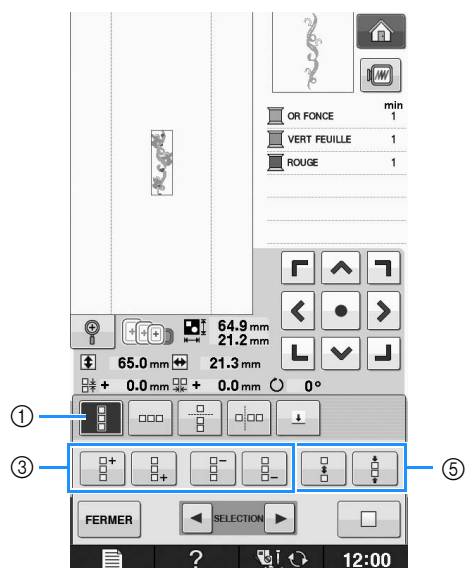 min
OR FONCE 1
VERT FEUILLE 1
ROUGE 1
64.9 mm
21.2 mm
65.0 mm 21.3 mm
+ 0.0 mm + 0.0 mm 0°
①
③ + + − − ⑤
FERMER SELECTION
? 12:00